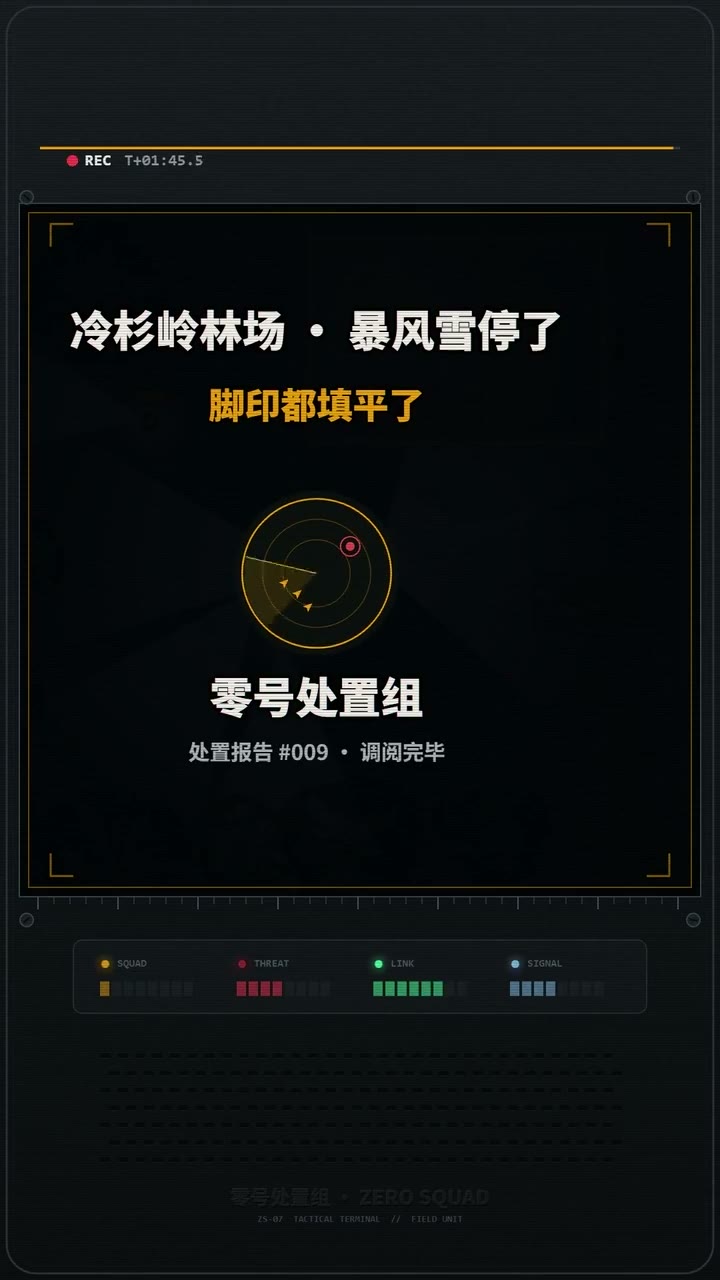 REC T+01:45.5
冷杉岭林场 · 暴风雪停了
脚印都填平了
零号处置组
处置报告 #009 · 调阅完毕
SQUAD THREAT LINK SIGNAL
零号处置组 · ZERO SQUAD
ZS-07 TACTICAL TERMINAL // FIELD UNIT